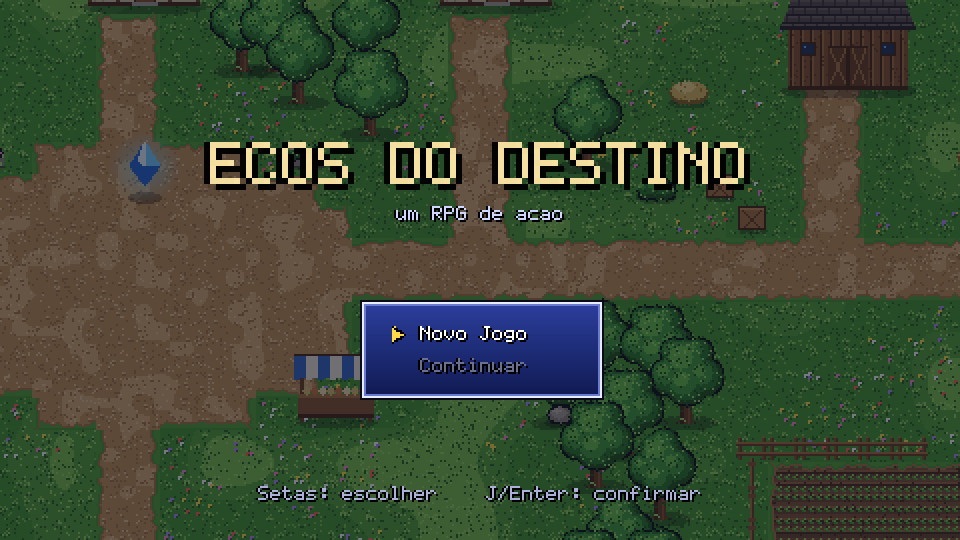 ECOS DO DESTINO
um RPG de acao
Novo Jogo
Continuar
Setas: escolher J/Enter: confirmar